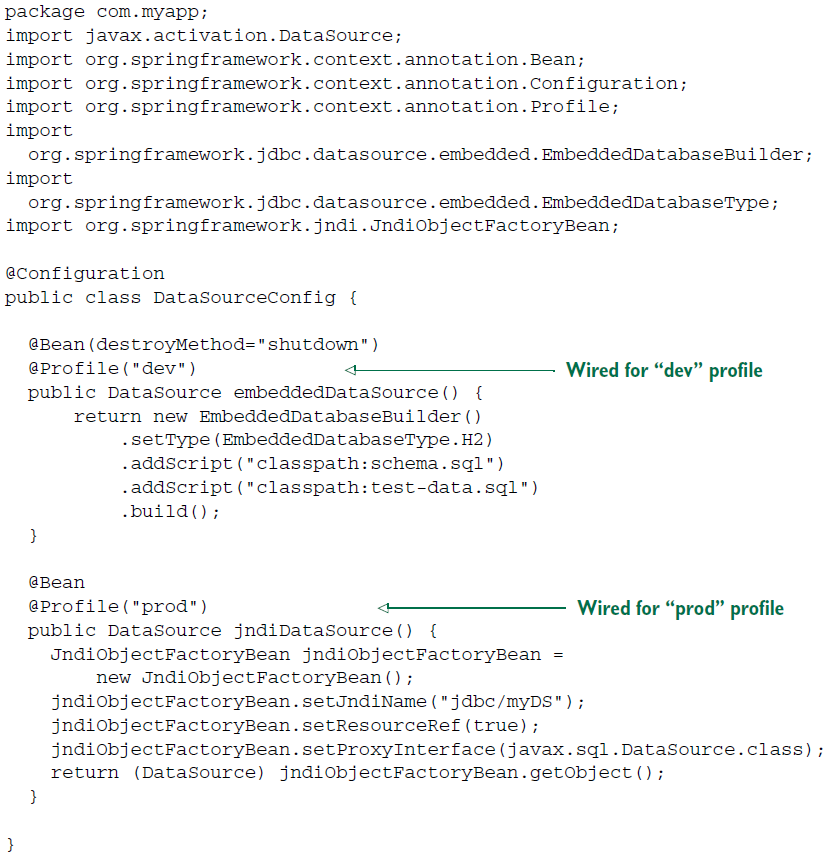 package com.myapp;
import javax.activation.DataSource;
import org.springframework.context.annotation.Bean;
import org.springframework.context.annotation.Configuration;
import org.springframework.context.annotation.Profile;
import
  org.springframework.jdbc.datasource.embedded.EmbeddedDatabaseBuilder;
import
  org.springframework.jdbc.datasource.embedded.EmbeddedDatabaseType;
import org.springframework.jndi.JndiObjectFactoryBean;

@Configuration
public class DataSourceConfig {

  @Bean(destroyMethod="shutdown")
  @Profile("dev") Wired for “dev” profile
  public DataSource embeddedDataSource() {
      return new EmbeddedDatabaseBuilder()
          .setType(EmbeddedDatabaseType.H2)
          .addScript("classpath:schema.sql")
          .addScript("classpath:test-data.sql")
          .build();
  }

  @Bean
  @Profile("prod") Wired for “prod” profile
  public DataSource jndiDataSource() {
    JndiObjectFactoryBean jndiObjectFactoryBean =
        new JndiObjectFactoryBean();
    jndiObjectFactoryBean.setJndiName("jdbc/myDS");
    jndiObjectFactoryBean.setResourceRef(true);
    jndiObjectFactoryBean.setProxyInterface(javax.sql.DataSource.class);
    return (DataSource) jndiObjectFactoryBean.getObject();
  }

}